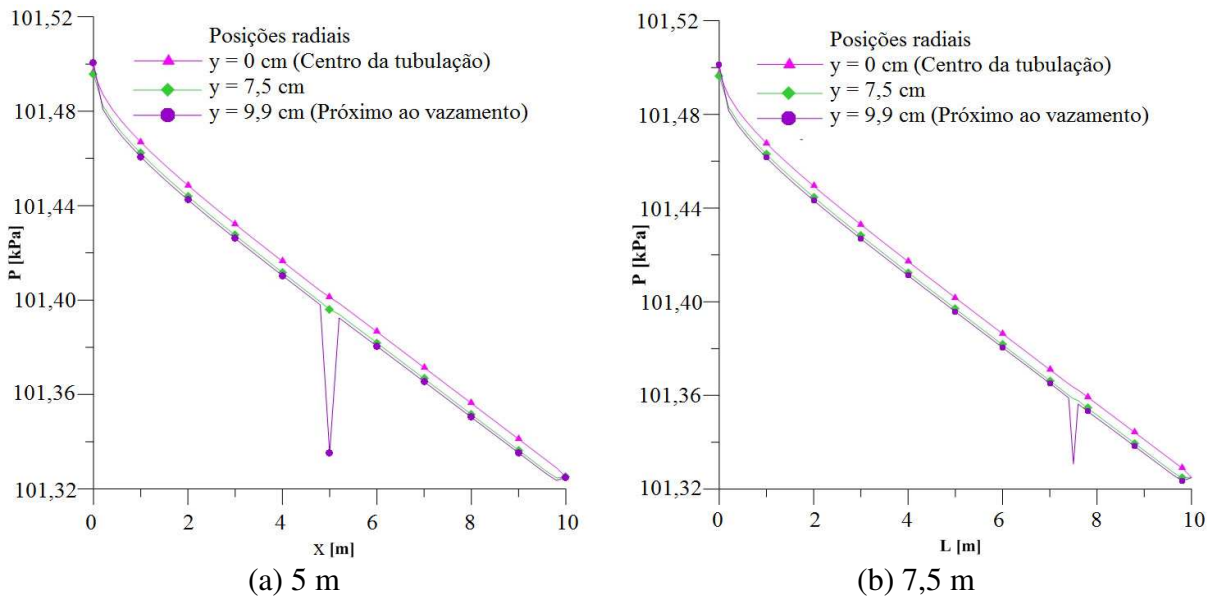 101,52
Posições radiais
y = 0 cm (Centro da tubulação)
y = 7,5 cm
y = 9,9 cm (Próximo ao vazamento)
101,48
101,44
P [kPa]
101,40
101,36
101,32
0 2 4 6 8 10
X [m]
(a) 5 m
101,52
Posições radiais
y = 0 cm (Centro da tubulação)
y = 7,5 cm
y = 9,9 cm (Próximo ao vazamento)
101,48
101,44
P [kPa]
101,40
101,36
101,32
0 2 4 6 8 10
L [m]
(b) 7,5 m